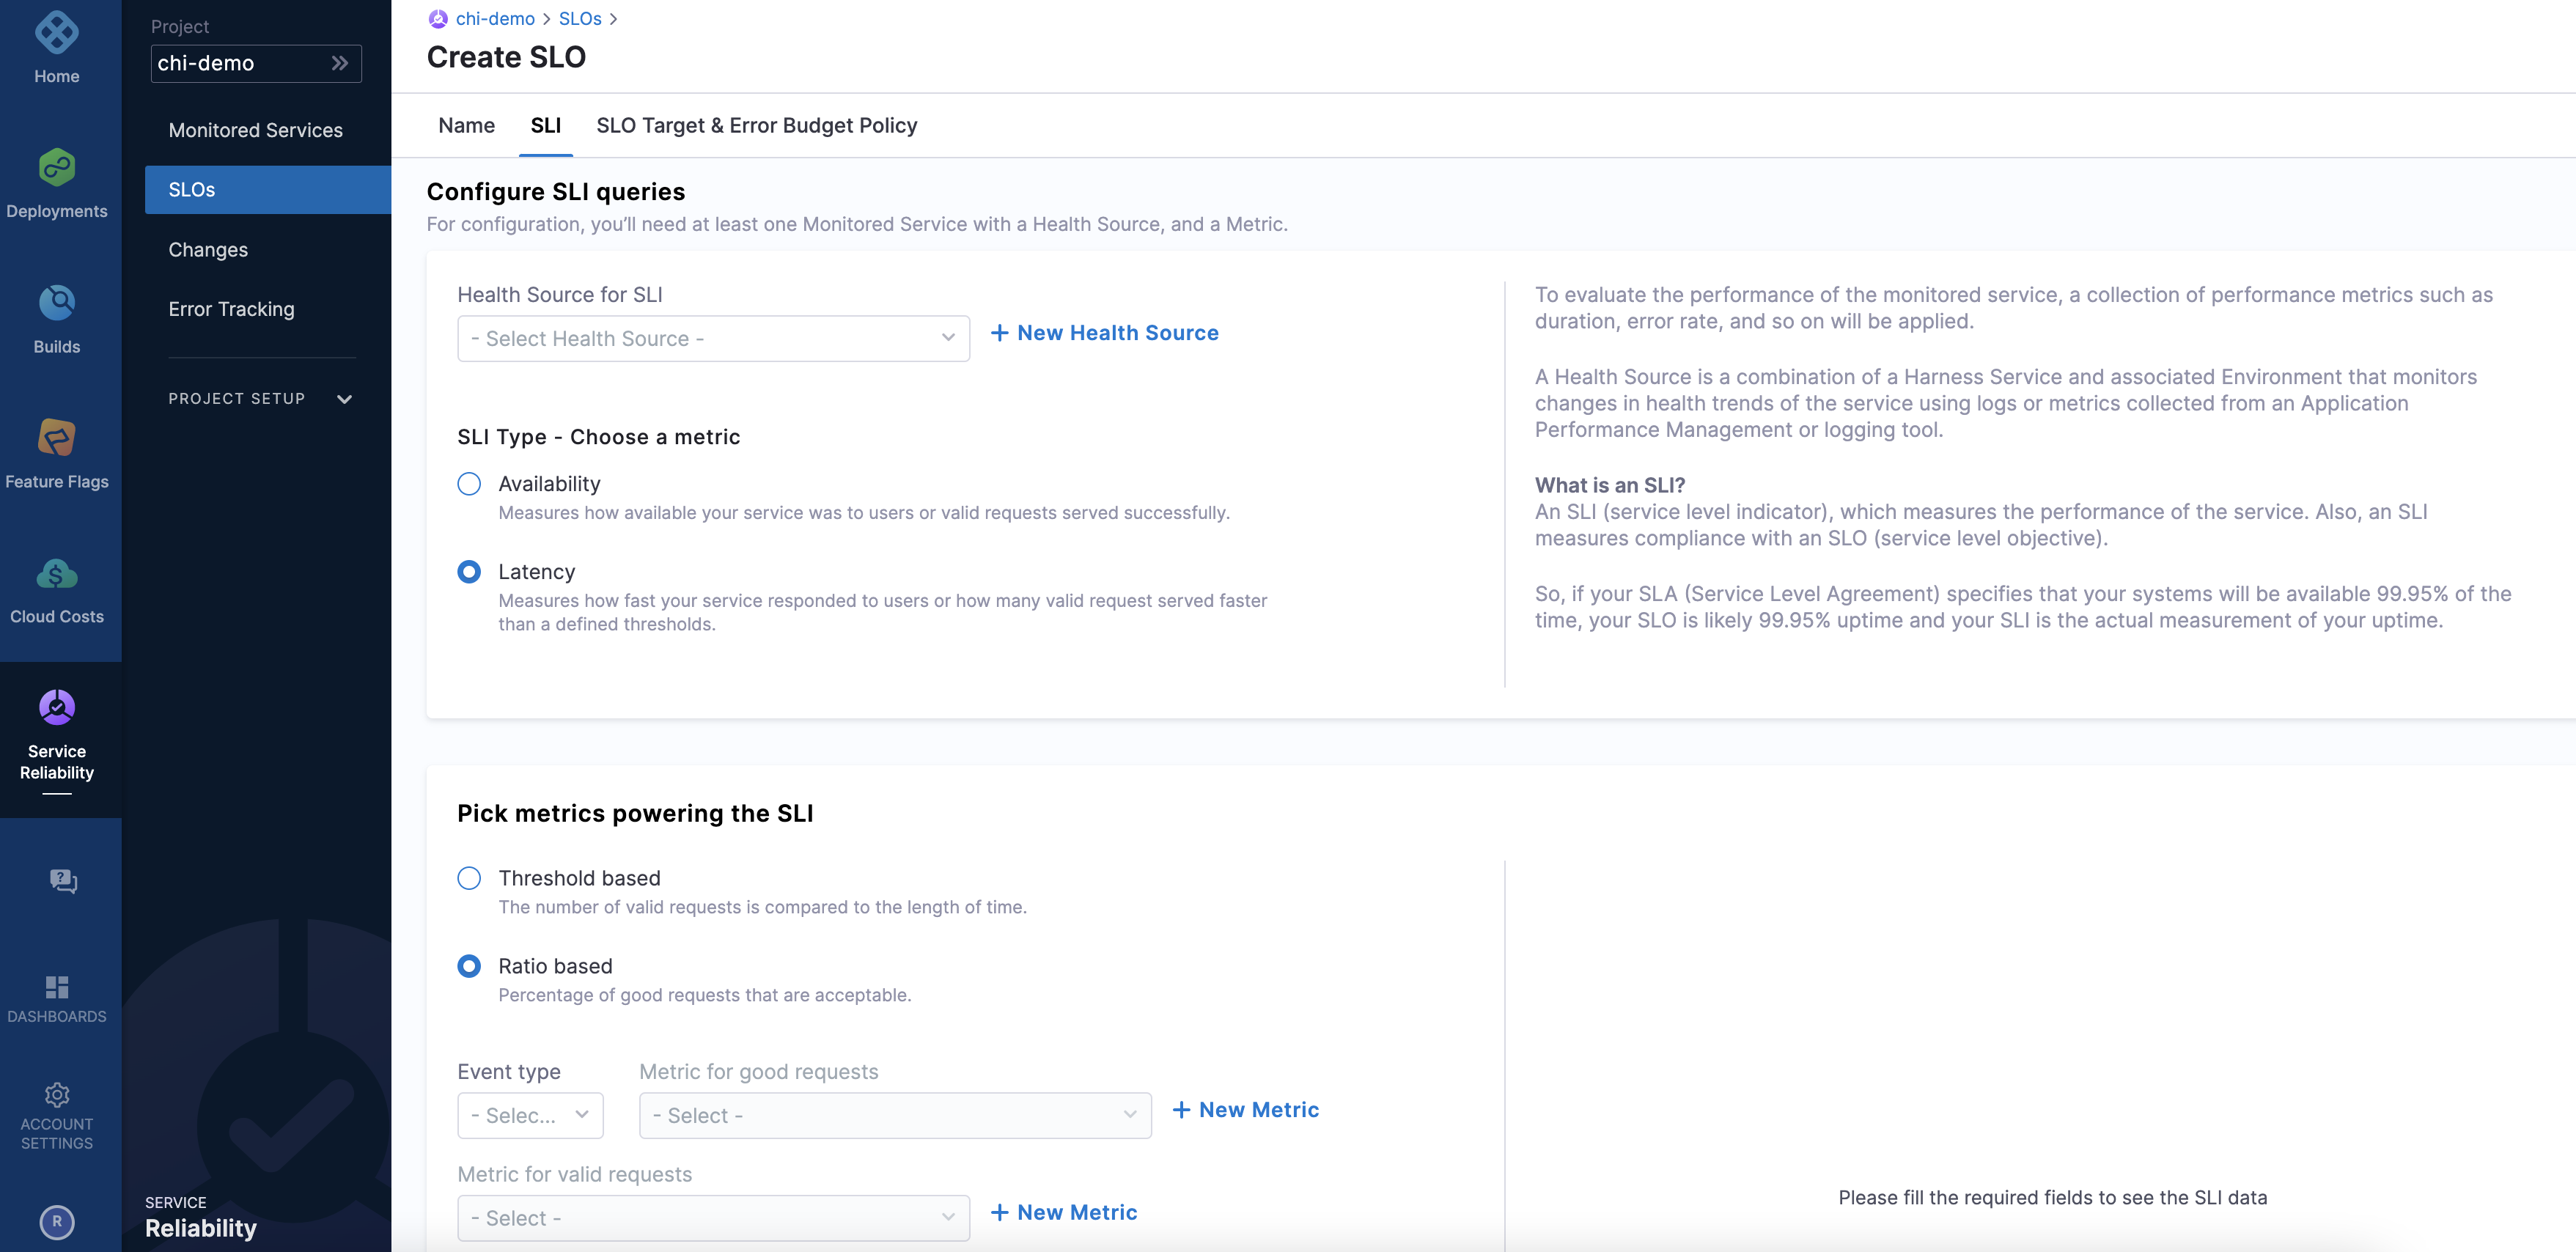 Home
Deployments
Builds
Feature Flags
Cloud Costs
Service
Reliability
?
DASHBOARDS
ACCOUNT
SETTINGS
R
Project
chi-demo
Monitored Services
SLOs
Changes
Error Tracking
PROJECT SETUP
SERVICE
Reliability
chi-demo > SLOs >
Create SLO
Name SLI SLO Target & Error Budget Policy
Configure SLI queries
For configuration, you’ll need at least one Monitored Service with a Health Source, and a Metric.
Health Source for SLI
- Select Health Source -
+ New Health Source
SLI Type - Choose a metric
Availability
Measures how available your service was to users or valid requests served successfully.
Latency
Measures how fast your service responded to users or how many valid request served faster
than a defined thresholds.
To evaluate the performance of the monitored service, a collection of performance metrics such as
duration, error rate, and so on will be applied.
A Health Source is a combination of a Harness Service and associated Environment that monitors
changes in health trends of the service using logs or metrics collected from an Application
Performance Management or logging tool.
What is an SLI?
An SLI (service level indicator), which measures the performance of the service. Also, an SLI
measures compliance with an SLO (service level objective).
So, if your SLA (Service Level Agreement) specifies that your systems will be available 99.95% of the
time, your SLO is likely 99.95% uptime and your SLI is the actual measurement of your uptime.
Pick metrics powering the SLI
Threshold based
The number of valid requests is compared to the length of time.
Ratio based
Percentage of good requests that are acceptable.
Event type
- Selec...
Metric for good requests
- Select -
+ New Metric
Metric for valid requests
- Select -
+ New Metric
Please fill the required fields to see the SLI data